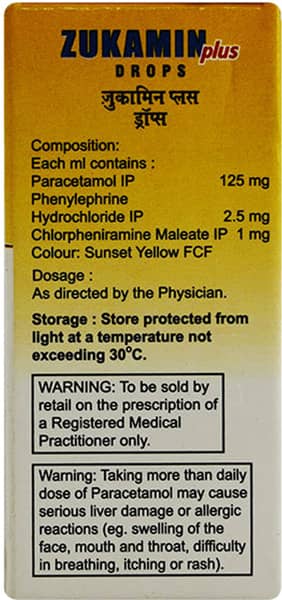 ZUKAMIN plus
DROPS
ज़ुकामिन प्लस
ड्रॉप्स
Composition:
Each ml contains :
Paracetamol IP 125 mg
Phenylephrine
Hydrochloride IP 2.5 mg
Chlorpheniramine Maleate IP 1 mg
Colour: Sunset Yellow FCF
Dosage :
As directed by the Physician.
Storage : Store protected from
light at a temperature not
exceeding 30°C.
WARNING: To be sold by
retail on the prescription of
a Registered Medical
Practitioner only.
Warning: Taking more than daily
dose of Paracetamol may cause
serious liver damage or allergic
reactions (eg. swelling of the
face, mouth and throat, difficulty
in breathing, itching or rash).